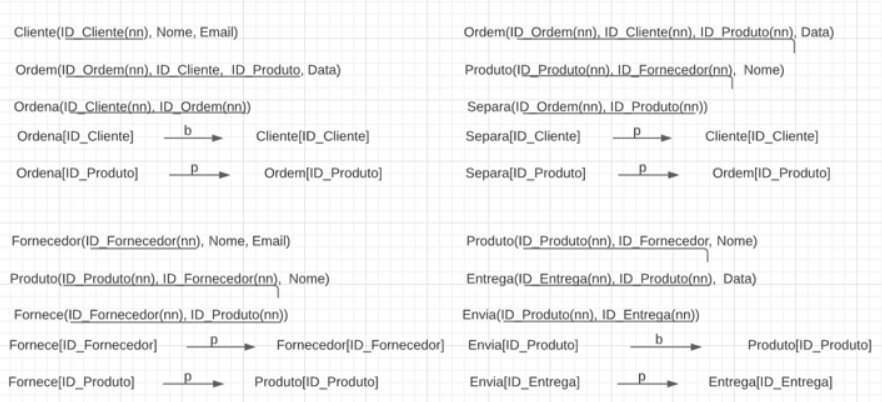 Cliente(ID_Cliente(nn), Nome, Email)
Ordem(ID_Ordem(nn), ID_Cliente, ID_Produto, Data)
Ordena(ID_Cliente(nn), ID_Ordem(nn))
Ordena[ID_Cliente] b Cliente[ID_Cliente]
Ordena[ID_Produto] p Ordem[ID_Produto]
Ordem(ID_Ordem(nn), ID_Cliente(nn), ID_Produto(nn), Data)
Produto(ID_Produto(nn), ID_Fornecedor(nn), Nome)
Separa(ID_Ordem(nn), ID_Produto(nn))
Separa[ID_Cliente] p Cliente[ID_Cliente]
Separa[ID_Produto] p Ordem[ID_Produto]
Fornecedor(ID_Fornecedor(nn), Nome, Email)
Produto(ID_Produto(nn), ID_Fornecedor(nn), Nome)
Fornece(ID_Fornecedor(nn), ID_Produto(nn))
Fornece[ID_Fornecedor] p Fornecedor[ID_Fornecedor]
Fornece[ID_Produto] p Produto[ID_Produto]
Produto(ID_Produto(nn), ID_Fornecedor, Nome)
Entrega(ID_Entrega(nn), ID_Produto(nn), Data)
Envia(ID_Produto(nn), ID_Entrega(nn))
Envia[ID_Produto] b Produto[ID_Produto]
Envia[ID_Entrega] p Entrega[ID_Entrega]